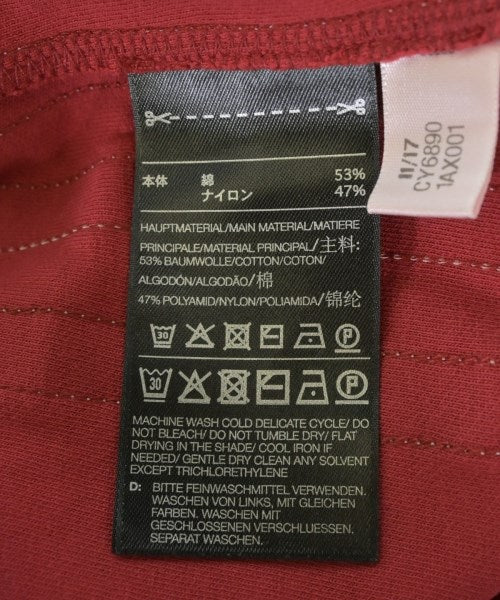 11/17
CY6890
1AX001
本体 綿 53%
ナイロン 47%
HAUPTMATERIAL/MAIN MATERIAL/MATIERE
PRINCIPALE/MATERIAL PRINCIPAL/主料:
53% BAUMWOLLE/COTTON/COTON/
ALGODÓN/ALGODÃO/棉
47% POLYAMID/NYLON/POLIAMIDA/锦纶
30
P
30
P
MACHINE WASH COLD DELICATE CYCLE/ DO
NOT BLEACH/ DO NOT TUMBLE DRY/ FLAT
DRYING IN THE SHADE/ COOL IRON IF
NEEDED/ GENTLE DRY CLEAN ANY SOLVENT
EXCEPT TRICHLORETHYLENE
D: BITTE FEINWASCHMITTEL VERWENDEN.
WASCHEN VON LINKS, MIT GLEICHEN
FARBEN. WASCHEN MIT
GESCHLOSSENEN VERSCHLUSSEN.
SEPARAT WASCHEN.